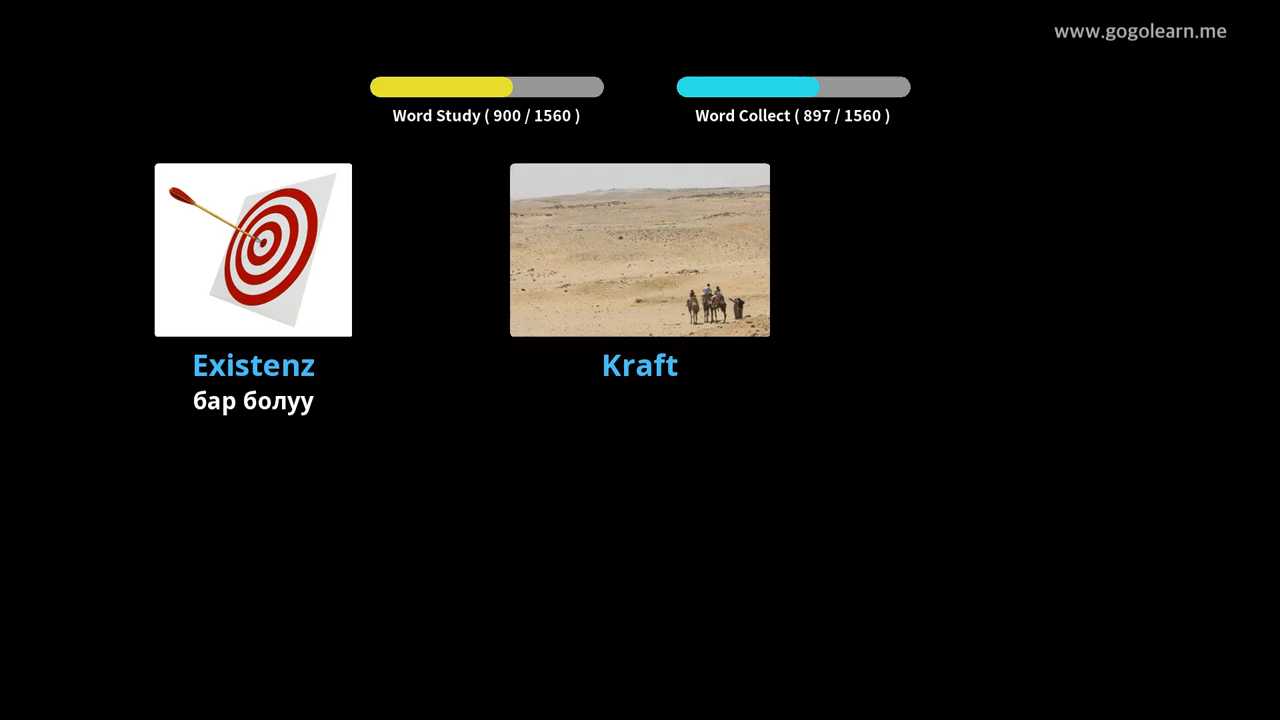 www.gogolearn.me
Word Study ( 900 / 1560 )
Word Collect ( 897 / 1560 )
Existenz
бар болуу
Kraft